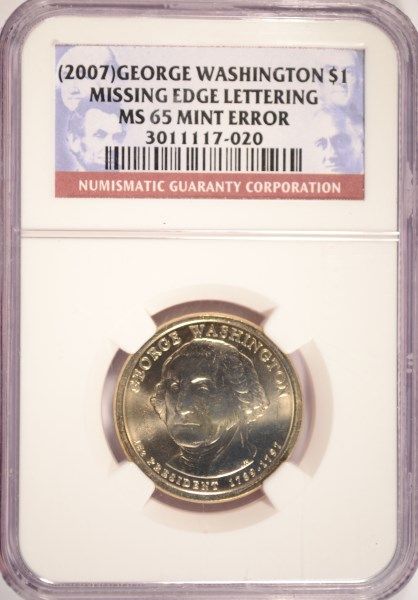 (2007)GEORGE WASHINGTON $1
MISSING EDGE LETTERING
MS 65 MINT ERROR
3011117-020
NUMISMATIC GUARANTY CORPORATION
GEORGE WASHINGTON
1st PRESIDENT 1789-1797